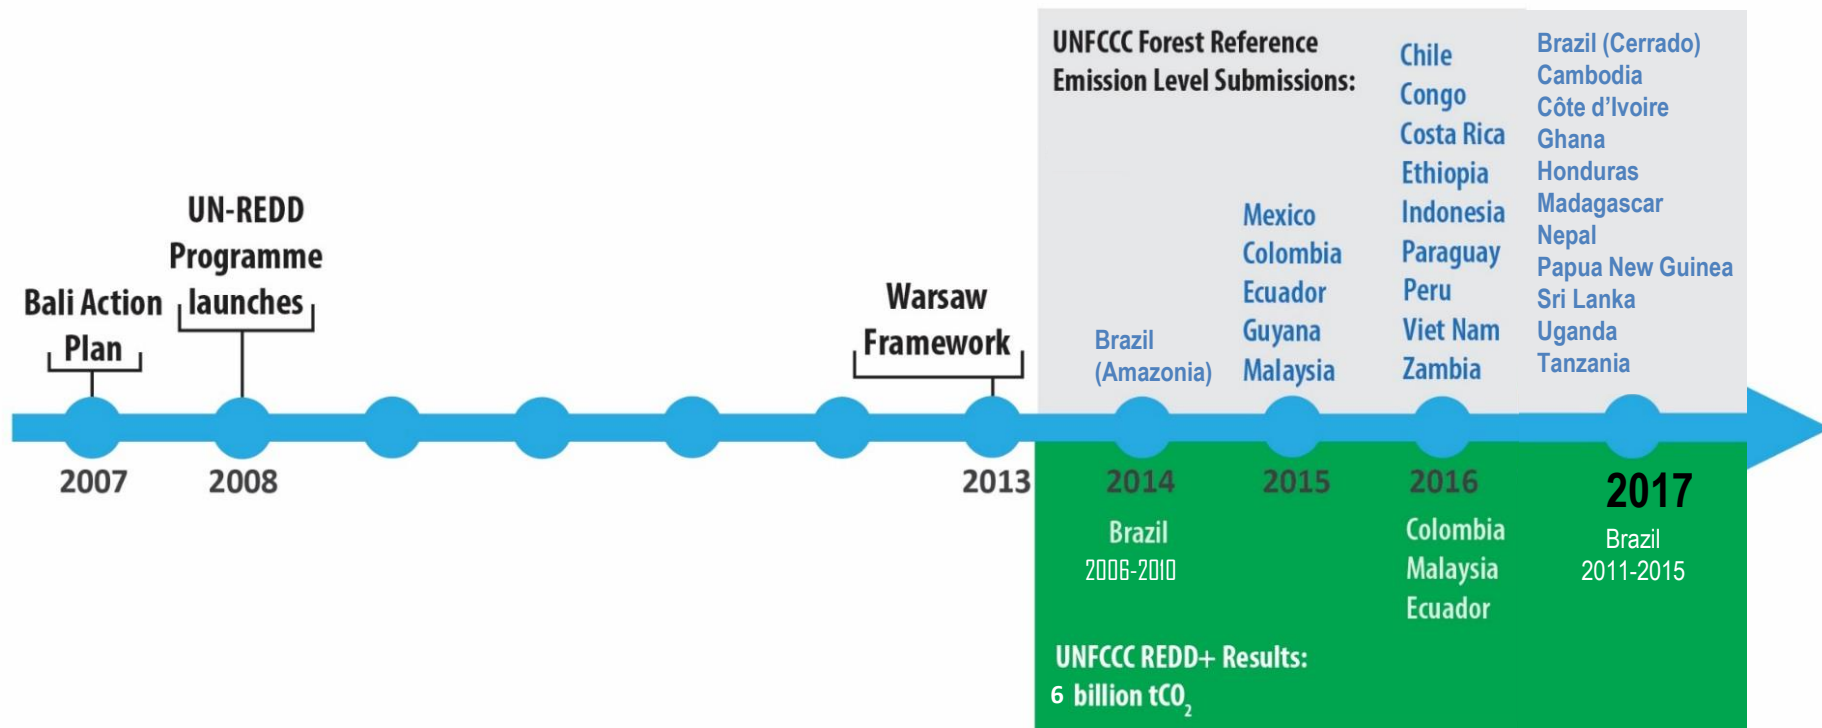 Bali Action
Plan
UN-REDD
Programme
launches
Warsaw
Framework
UNFCCC Forest Reference
Emission Level Submissions:
Brazil
(Amazonia)
Mexico
Colombia
Ecuador
Guyana
Malaysia
Chile
Congo
Costa Rica
Ethiopia
Indonesia
Paraguay
Peru
Viet Nam
Zambia
Brazil (Cerrado)
Cambodia
Côte d’Ivoire
Ghana
Honduras
Madagascar
Nepal
Papua New Guinea
Sri Lanka
Uganda
Tanzania
2007
2008
2013
2014
2015
2016
2017
Brazil
2006-2010
Colombia
Malaysia
Ecuador
Brazil
2011-2015
UNFCCC REDD+ Results:
6 billion tCO₂